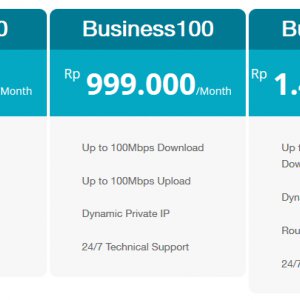 0
Business100
Bu
/Month
Rp 999.000/Month
Rp 1.
Up to 100Mbps Download
Up to 100Mbps Upload
Dynamic Private IP
24/7 Technical Support
Up t
Dow
Dyn
Rou
24/7